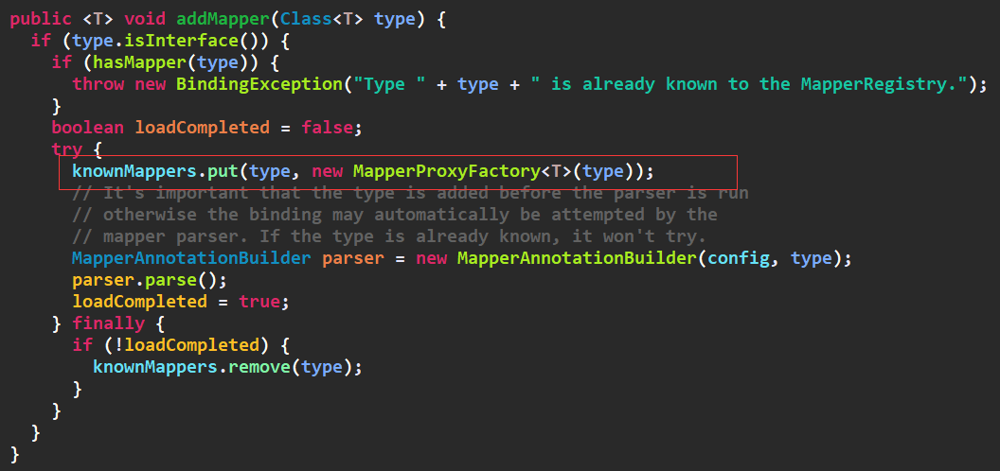 public <T> void addMapper(Class<T> type) {
  if (type.isInterface()) {
    if (hasMapper(type)) {
      throw new BindingException("Type " + type + " is already known to the MapperRegistry.");
    }
    boolean loadCompleted = false;
    try {
      knownMappers.put(type, new MapperProxyFactory<T>(type));
      // It's important that the type is added before the parser is run
      // otherwise the binding may automatically be attempted by the
      // mapper parser. If the type is already known, it won't try.
      MapperAnnotationBuilder parser = new MapperAnnotationBuilder(config, type);
      parser.parse();
      loadCompleted = true;
    } finally {
      if (!loadCompleted) {
        knownMappers.remove(type);
      }
    }
  }
}